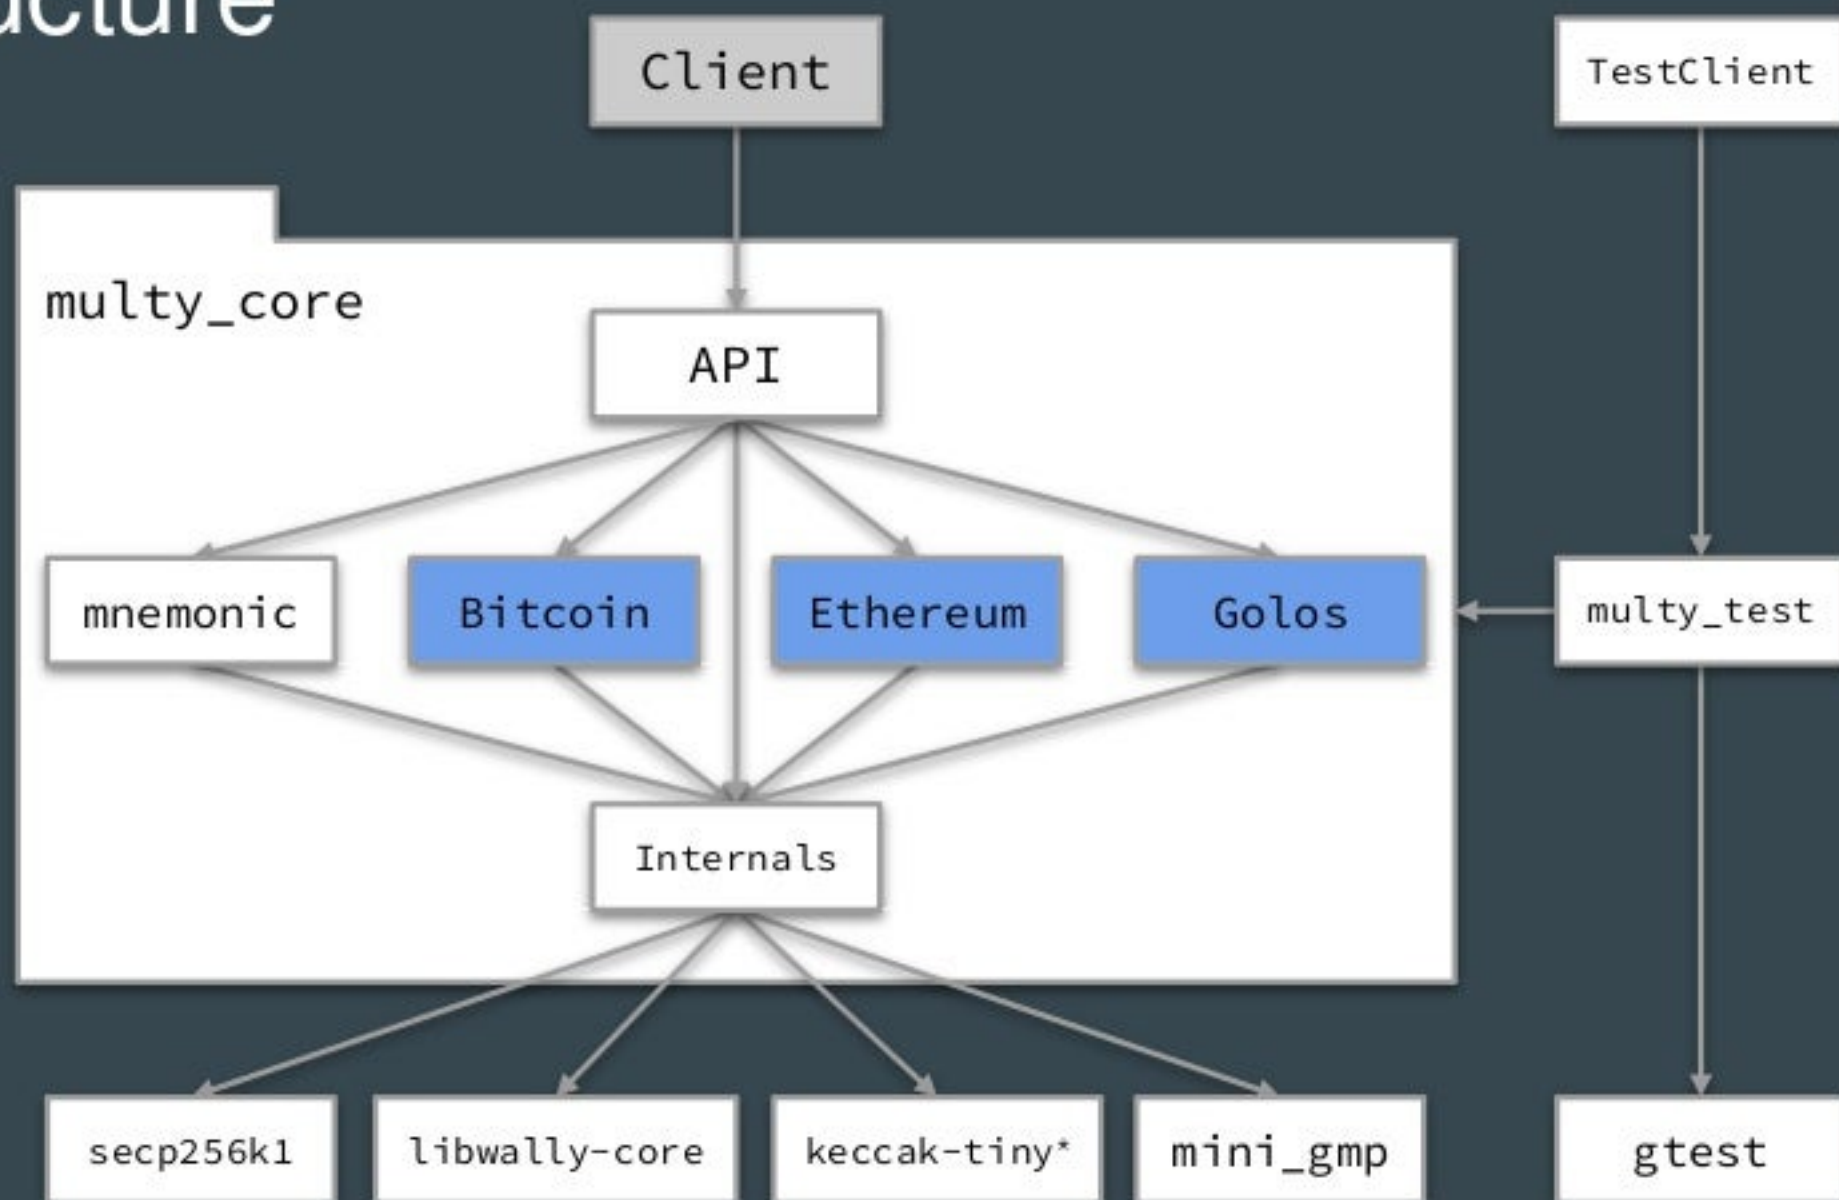 Client
TestClient
multy_core
API
mnemonic
Bitcoin
Ethereum
Golos
multy_test
Internals
secp256k1
libwally-core
keccak-tiny*
mini_gmp
gtest